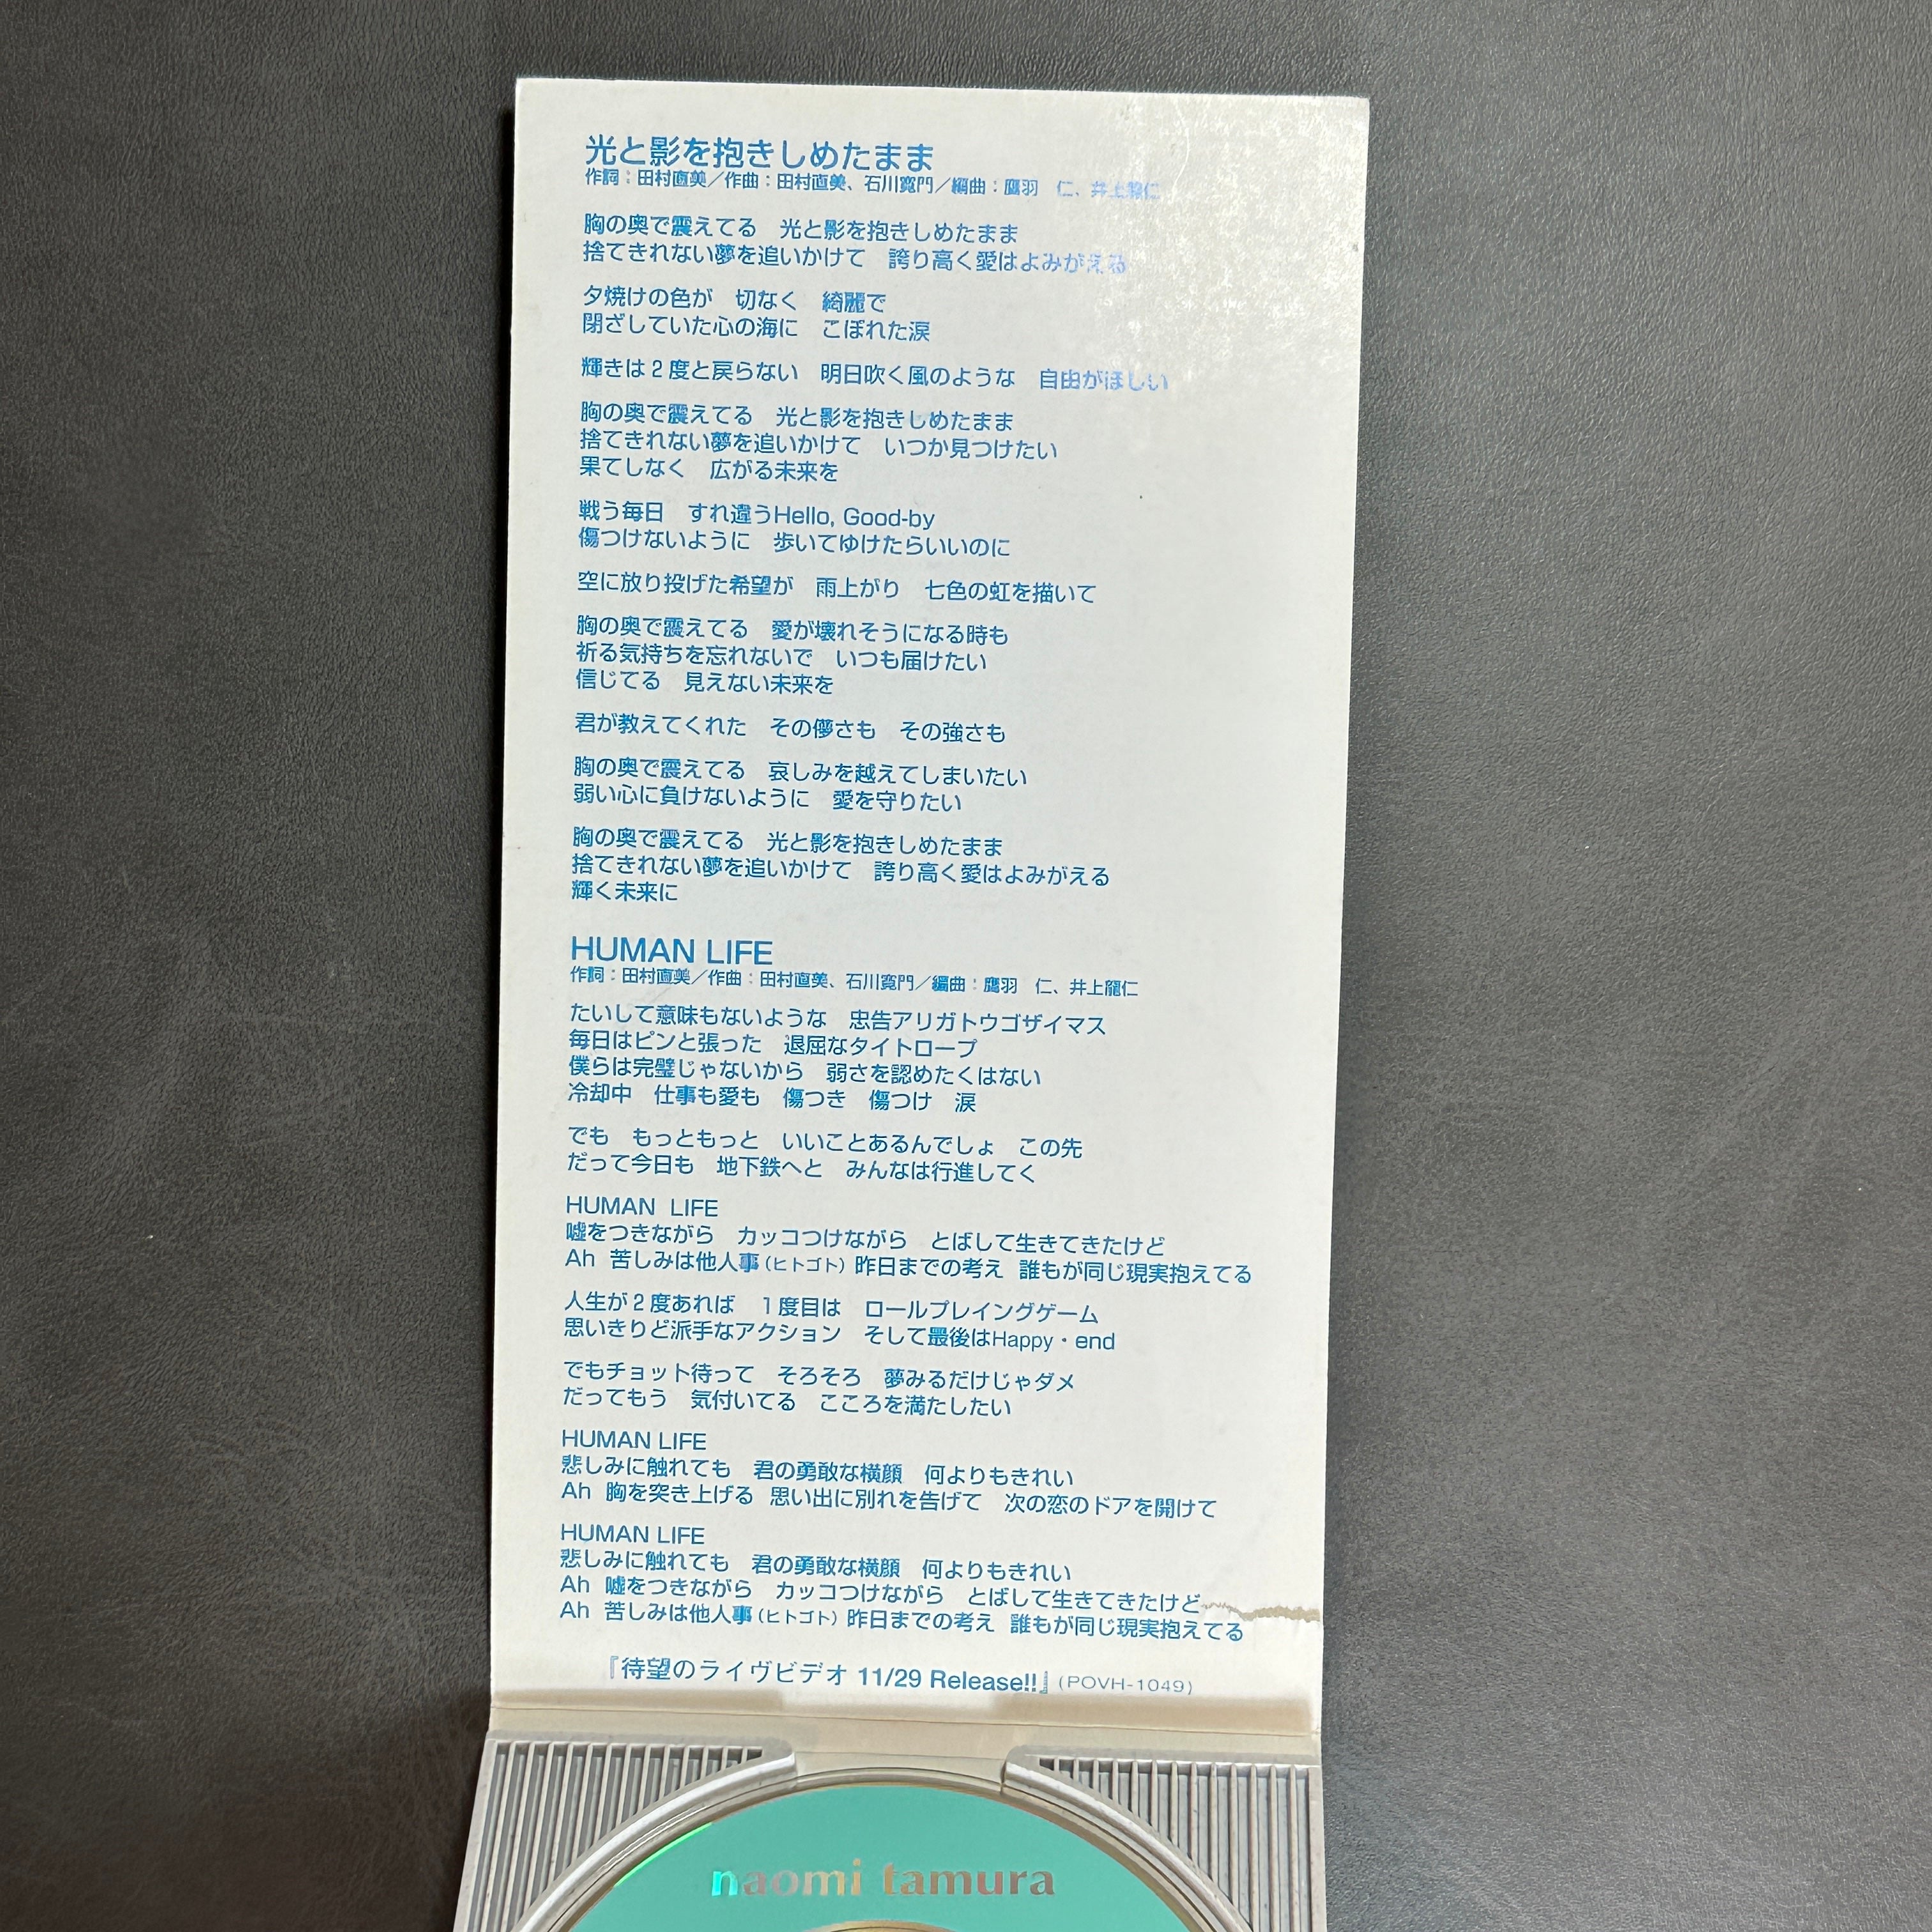 光と影を抱きしめたまま
作詞：田村直美／作曲：田村直美、石川寛門／編曲：鷹羽　仁、井上龍仁
胸の奥で震えてる　光と影を抱きしめたまま
捨てきれない夢を追いかけて　誇り高く愛はよみがえる
夕焼けの色が　切なく　綺麗で
閉ざしていた心の海に　こぼれた涙
輝きは２度と戻らない　明日吹く風のような　自由がほしい
胸の奥で震えてる　光と影を抱きしめたまま
捨てきれない夢を追いかけて　いつか見つけたい
果てしなく　広がる未来を
戦う毎日　すれ違うHello, Good-by
傷つけないように　歩いてゆけたらいいのに
空に放り投げた希望が　雨上がり　七色の虹を描いて
胸の奥で震えてる　愛が壊れそうになる時も
祈る気持ちを忘れないで　いつも届けたい
信じてる　見えない未来を
君が教えてくれた　その儚さも　その強さも
胸の奥で震えてる　哀しみを越えてしまいたい
弱い心に負けないように　愛を守りたい
胸の奥で震えてる　光と影を抱きしめたまま
捨てきれない夢を追いかけて　誇り高く愛はよみがえる
輝く未来に
HUMAN LIFE
作詞：田村直美／作曲：田村直美、石川寛門／編曲：鷹羽　仁、井上龍仁
たいして意味もないような　忠告アリガトウゴザイマス
毎日はピンと張った　退屈なタイトロープ
僕らは完璧じゃないから　弱さを認めたくはない
冷却中　仕事も愛も　傷つき　傷つけ　涙
でも　もっともっと　いいことあるんでしょ　この先
だって今日も　地下鉄へと　みんなは行進してく
HUMAN LIFE
嘘をつきながら　カッコつけながら　とばして生きてきたけど
Ah 苦しみは他人事（ヒトゴト）昨日までの考え 誰もが同じ現実抱えてる
人生が２度あれば　１度目は　ロールプレイングゲーム
思いきりど派手なアクション　そして最後はHappy・end
でもチョット待って　そろそろ　夢みるだけじゃダメ
だってもう　気付いてる　こころを満たしたい
HUMAN LIFE
悲しみに触れても　君の勇敢な横顔　何よりもきれい
Ah 胸を突き上げる 思い出に別れを告げて　次の恋のドアを開けて
HUMAN LIFE
悲しみに触れても　君の勇敢な横顔　何よりもきれい
Ah 嘘をつきながら　カッコつけながら　とばして生きてきたけど
Ah 苦しみは他人事（ヒトゴト）昨日までの考え 誰もが同じ現実抱えてる
『待望のライヴビデオ 11/29 Release!!』(POVH-1049)
naomi tamura